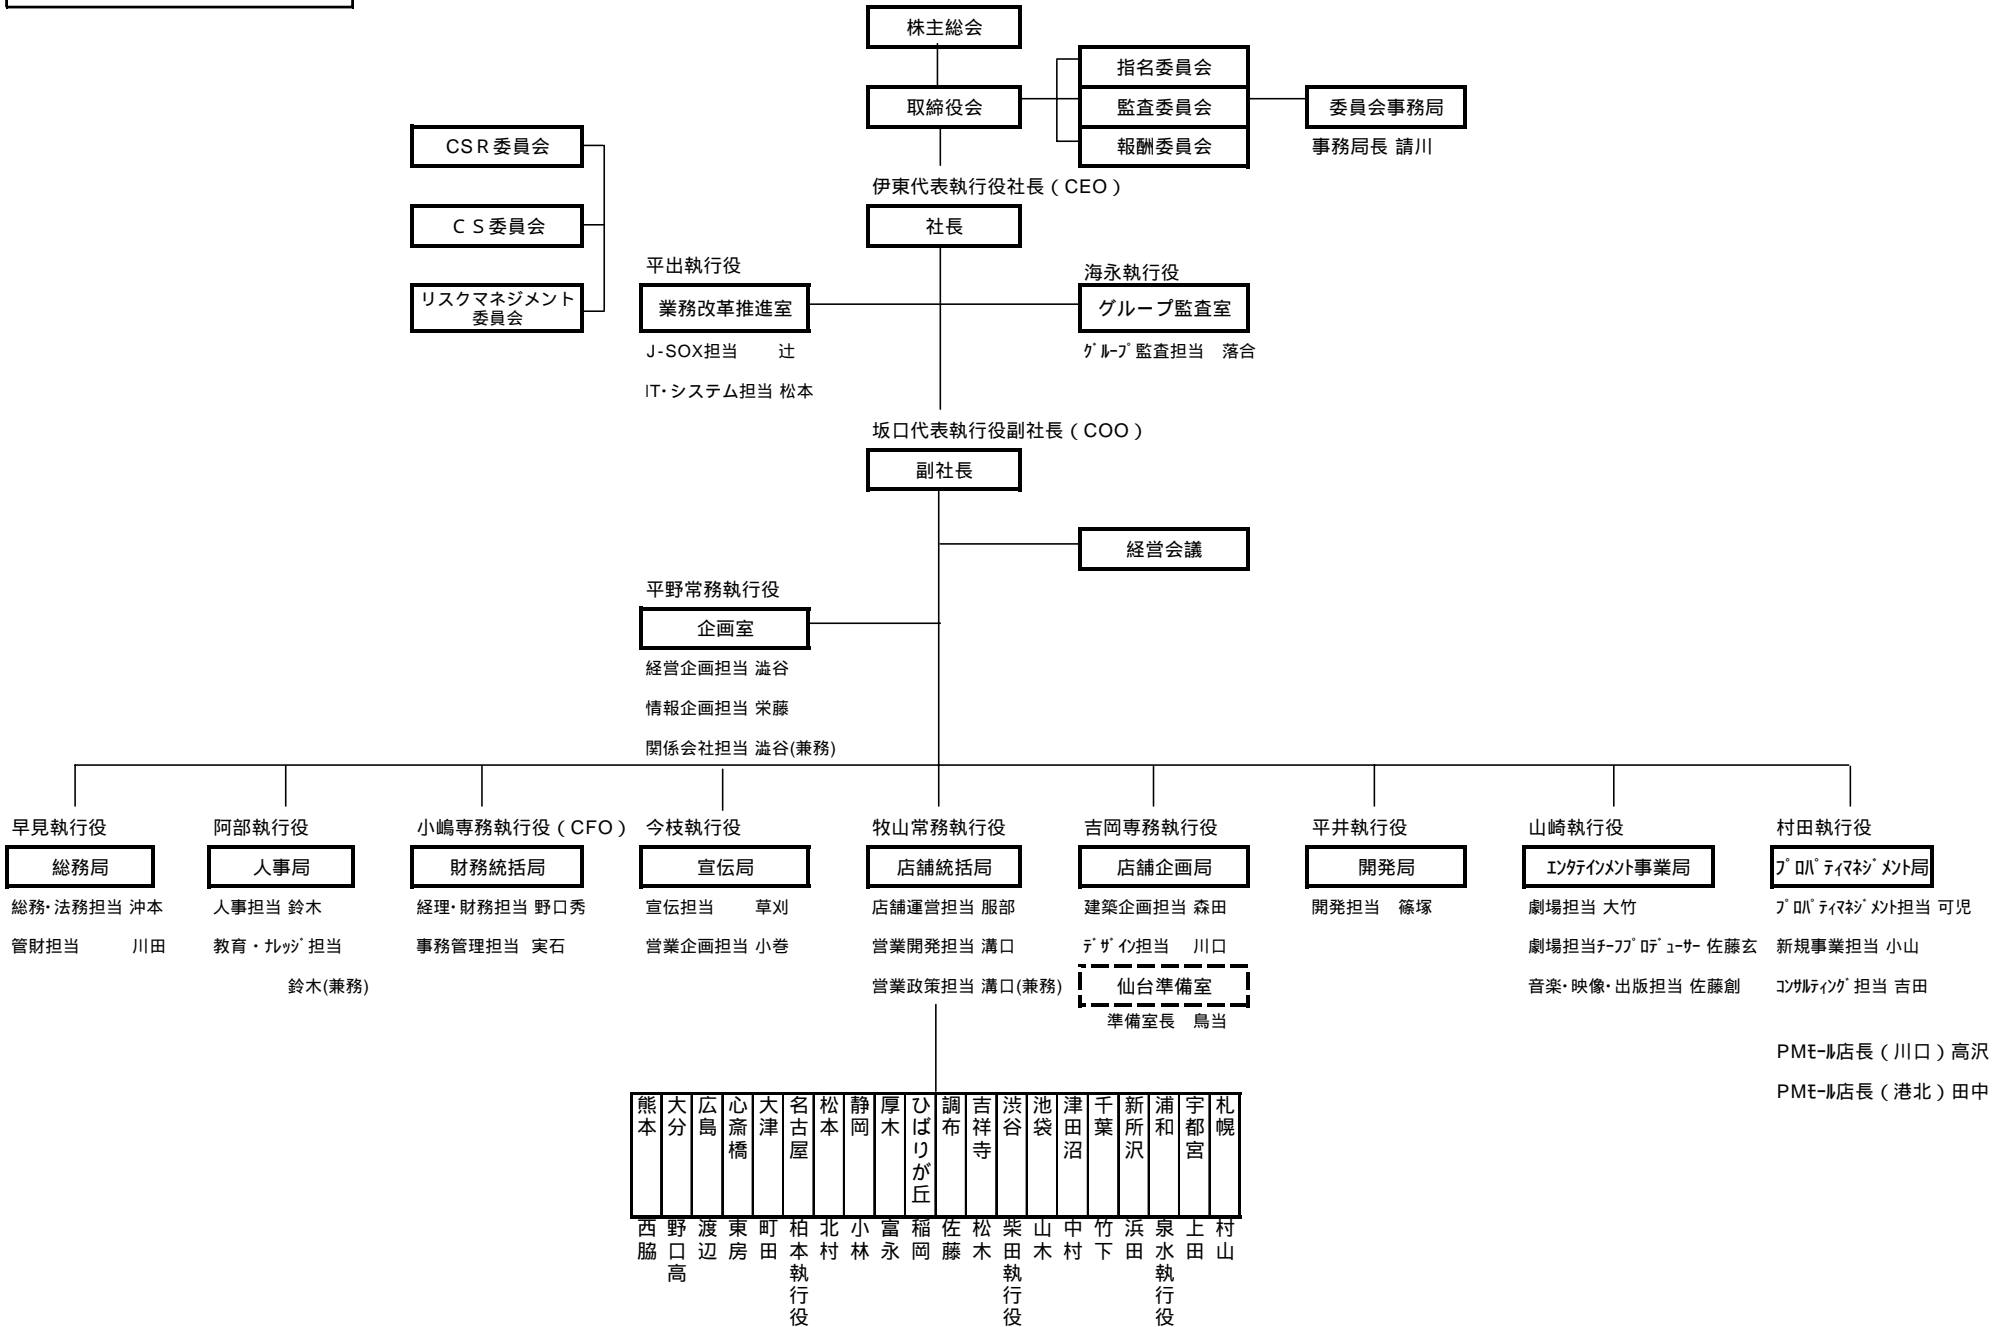 株主総会
指名委員会
取締役会
監査委員会
委員会事務局
CSR委員会
報酬委員会
事務局長 請川
伊東代表執行役社長（CEO）
ＣＳ委員会
社長
平出執行役
海永執行役
リスクマネジメント
委員会
業務改革推進室
グループ監査室
J-SOX担当 辻
ｸﾞﾙｰﾌﾟ監査担当 落合
IT・システム担当 松本
坂口代表執行役副社長（COO）
副社長
経営会議
平野常務執行役
企画室
経営企画担当 澁谷
情報企画担当 栄藤
関係会社担当 澁谷(兼務)
早見執行役
総務局
総務・法務担当 沖本
管財担当 川田
阿部執行役
人事局
人事担当 鈴木
教育・ﾅﾚｯｼﾞ担当
鈴木(兼務)
小嶋専務執行役（CFO）
財務統括局
経理・財務担当 野口秀
事務管理担当 実石
今枝執行役
宣伝局
宣伝担当 草刈
営業企画担当 小巻
牧山常務執行役
店舗統括局
店舗運営担当 服部
営業開発担当 溝口
営業政策担当 溝口(兼務)
吉岡専務執行役
店舗企画局
建築企画担当 森田
ﾃﾞｻﾞｲﾝ担当 川口
仙台準備室
準備室長 鳥当
平井執行役
開発局
開発担当 篠塚
山崎執行役
ｴﾝﾀﾃｲﾝﾒﾝﾄ事業局
劇場担当 大竹
劇場担当ﾁｰﾌﾌﾟﾛﾃﾞｭｰｻｰ 佐藤玄
音楽・映像・出版担当 佐藤創
村田執行役
ﾌﾟﾛﾊﾟﾃｨﾏﾈｼﾞﾒﾝﾄ局
ﾌﾟﾛﾊﾟﾃｨﾏﾈｼﾞﾒﾝﾄ担当 可児
新規事業担当 小山
ｺﾝｻﾙﾃｨﾝｸﾞ担当 吉田
PMﾓｰﾙ店長（川口）高沢
PMﾓｰﾙ店長（港北）田中
熊本 西脇
大分 野口高
広島 渡辺
心斎橋 東房
大津 町田
名古屋 柏本執行役
松本 北村
静岡 小林
厚木 富永
ひばりが丘 稲岡
調布 佐藤
吉祥寺 松木
渋谷 柴田執行役
池袋 山木
津田沼 中村
千葉 竹下
新所沢 浜田
浦和 泉水執行役
宇都宮 上田
札幌 村山